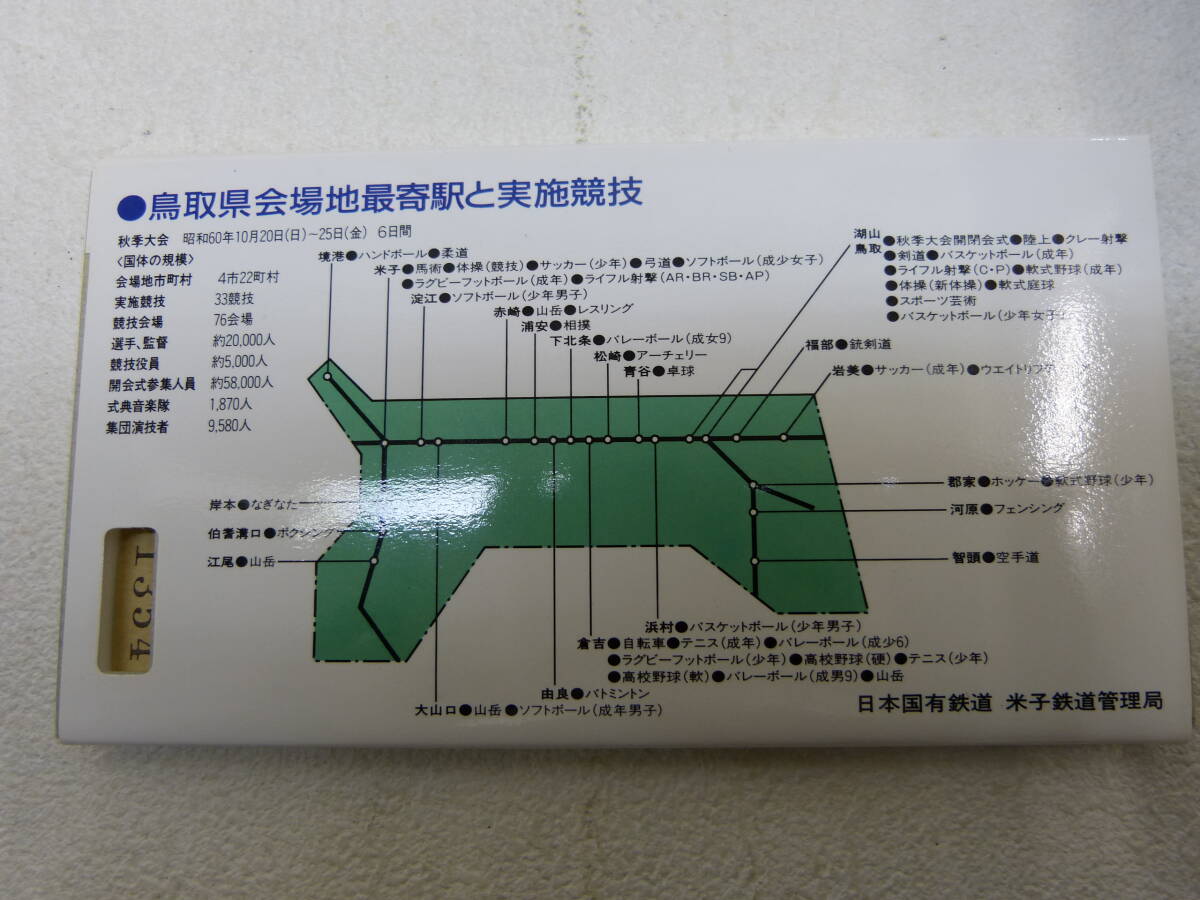 ●鳥取県会場地最寄駅と実施競技
秋季大会 昭和60年10月20日(日)～25日(金) 6日間
〈国体の規模〉
会場地市町村 4市22町村
実施競技 33競技
競技会場 76会場
選手、監督 約20,000人
競技役員 約5,000人
開会式参集人員 約58,000人
式典音楽隊 1,870人
集団演技者 9,580人
境港●ハンドボール●柔道
米子●馬術●体操(競技)●サッカー(少年)●弓道●ソフトボール(成少女子)
●ラグビーフットボール(成年)●ライフル射撃(AR・BR・SB・AP)
淀江●ソフトボール(少年男子)
赤崎●山岳●レスリング
浦安●相撲
下北条●バレーボール(成女9)
松崎●アーチェリー
青谷●卓球
湖山
鳥取
●秋季大会開閉会式●陸上●クレー射撃
●剣道●バスケットボール(成年)
●ライフル射撃(C・P)●軟式野球(成年)
●体操(新体操)●軟式庭球
●スポーツ芸術
●バスケットボール(少年女子)
福部●銃剣道
岩美●サッカー(成年)●ウエイトリフ
郡家●ホッケー●軟式野球(少年)
河原●フェンシング
智頭●空手道
岸本●なぎなた
伯耆溝口●ボクシング
江尾●山岳
浜村●バスケットボール(少年男子)
倉吉●自転車●テニス(成年)●バレーボール(成少6)
●ラグビーフットボール(少年)●高校野球(硬)●テニス(少年)
●高校野球(軟)●バレーボール(成男9)●山岳
由良●バトミントン
大山口●山岳●ソフトボール(成年男子)
日本国有鉄道 米子鉄道管理局
1354